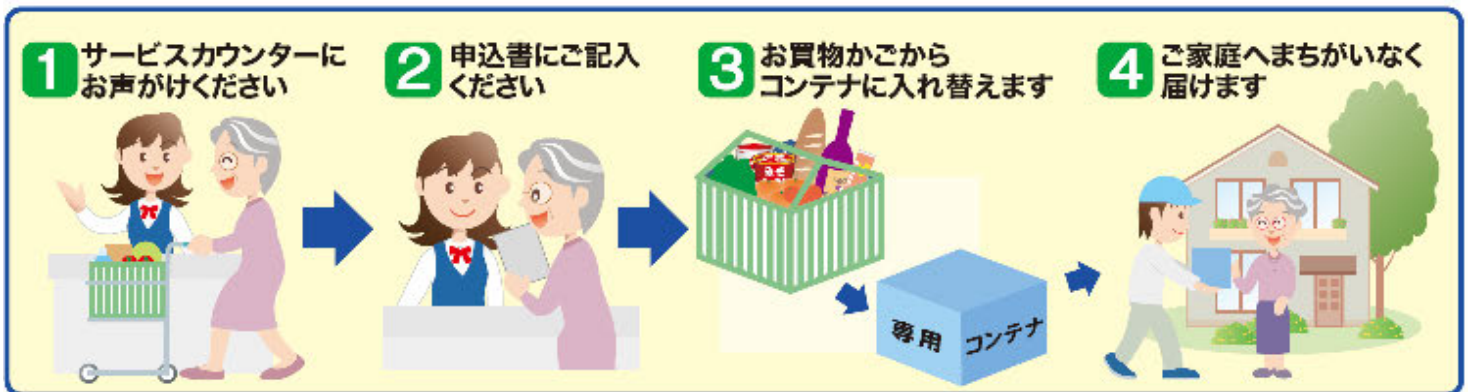 1 サービスカウンターに
お声がけください
2 申込書にご記入
ください
3 お買物かごから
コンテナに入れ替えます
4 ご家庭へまちがいなく
届けます
専用 コンテナ